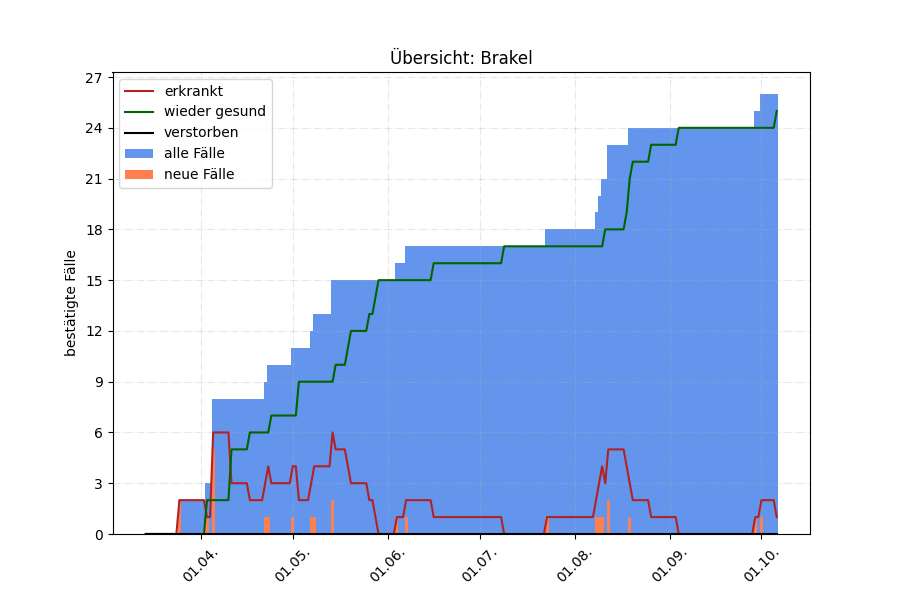 Übersicht: Brakel
erkrankt
wieder gesund
verstorben
alle Fälle
neue Fälle
bestätigte Fälle
27
24
21
18
15
12
9
6
3
0
01.04.
01.05.
01.06.
01.07.
01.08.
01.09.
01.10.